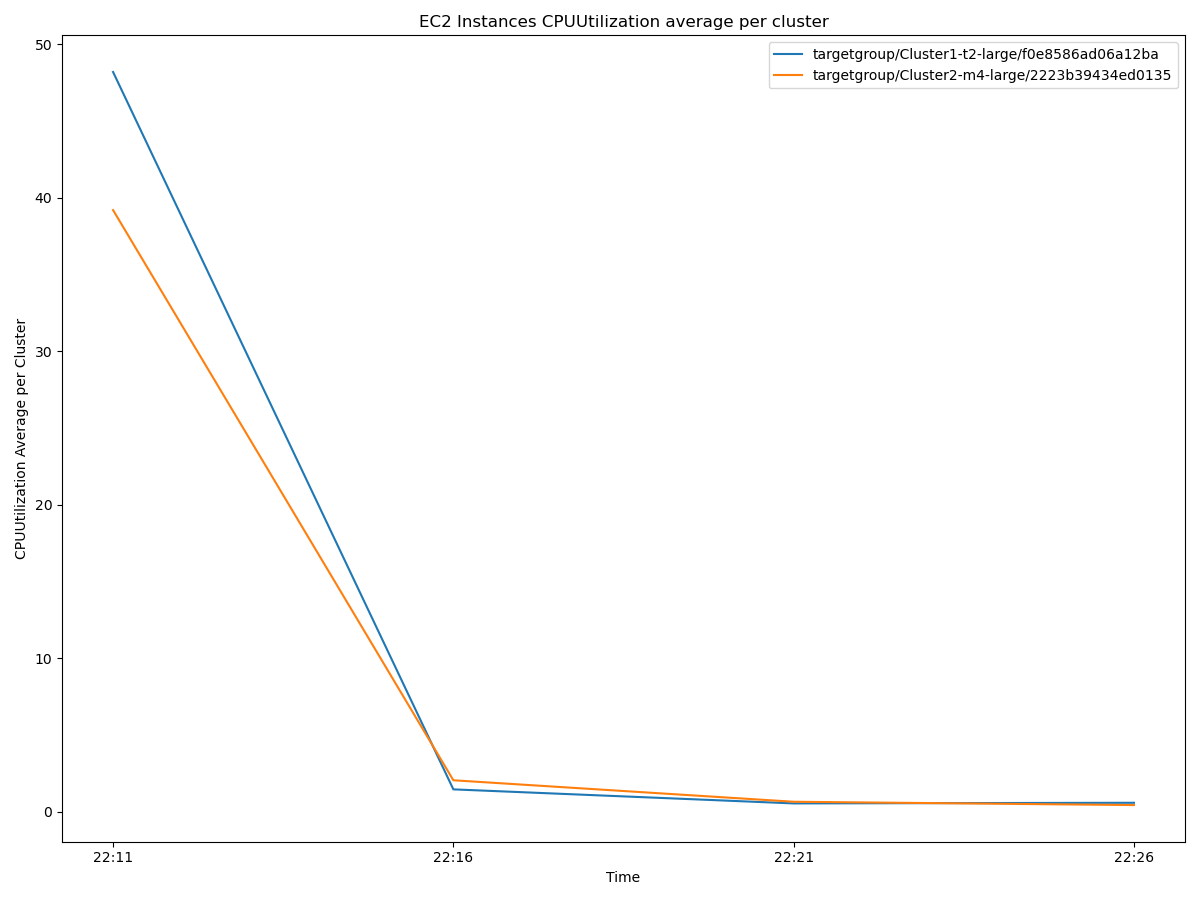 EC2 Instances CPUUtilization average per cluster
targetgroup/Cluster1-t2-large/f0e8586ad06a12ba
targetgroup/Cluster2-m4-large/2223b39434ed0135
CPUUtilization Average per Cluster
50
40
30
20
10
0
22:11
22:16
22:21
22:26
Time